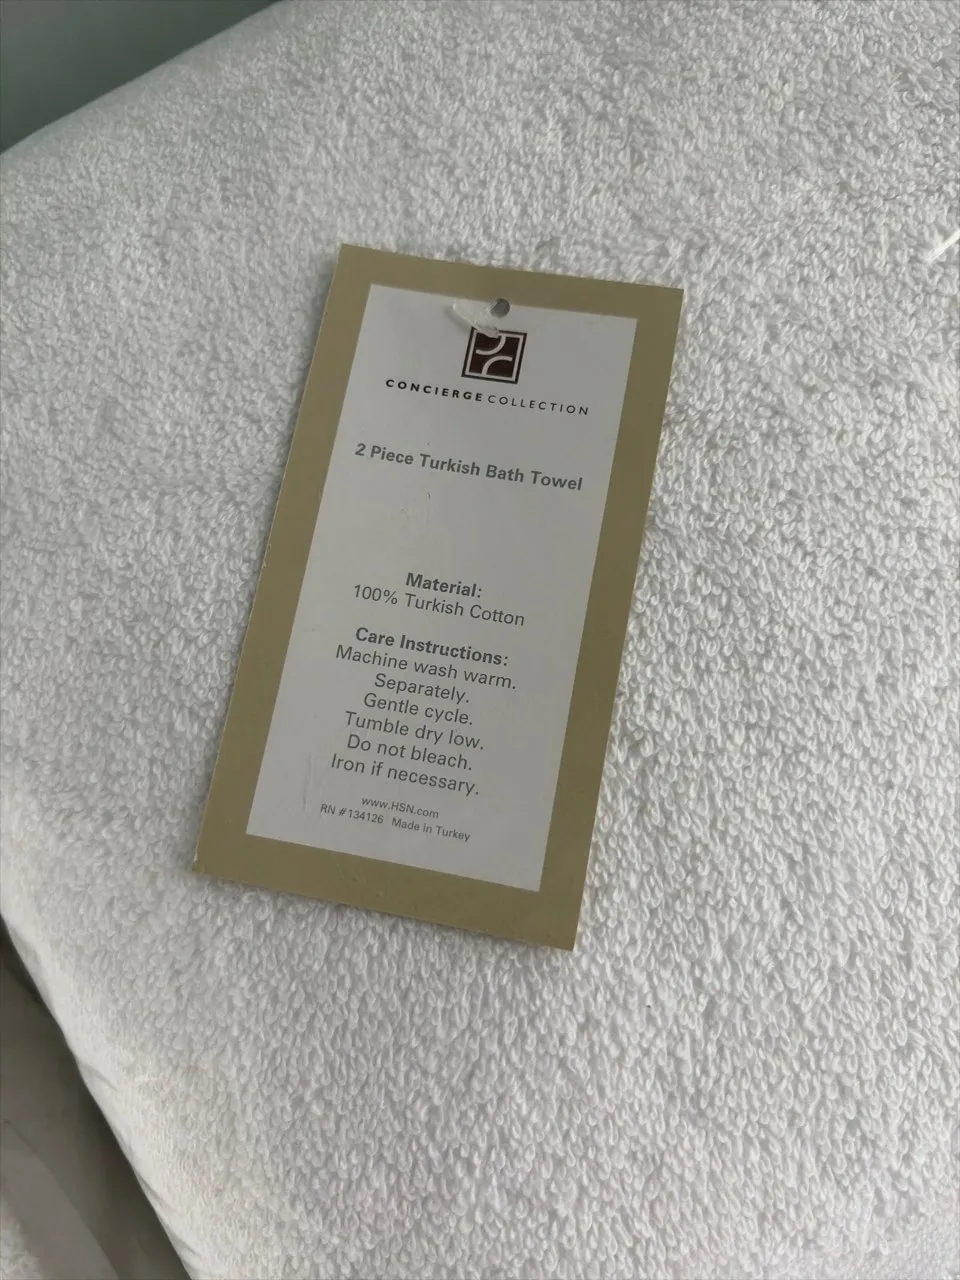 CONCIERGE COLLECTION
2 Piece Turkish Bath Towel
Material:
100% Turkish Cotton
Care Instructions:
Machine wash warm.
Separately.
Gentle cycle.
Tumble dry low.
Do not bleach.
Iron if necessary.
www.HSN.com
RN #134126 Made in Turkey